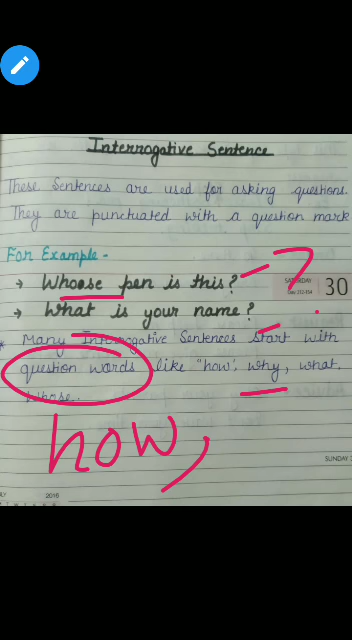 Interrogative Sentence
These Sentences are used for asking questions.
They are punctuated with a question mark
For Example -
→ Whoose pen is this? ?
SATURDAY
30
→ What is your name?
* Many Interrogative Sentences start with
question words like "how", why, what.
whose.
how,
2016
SUNDAY